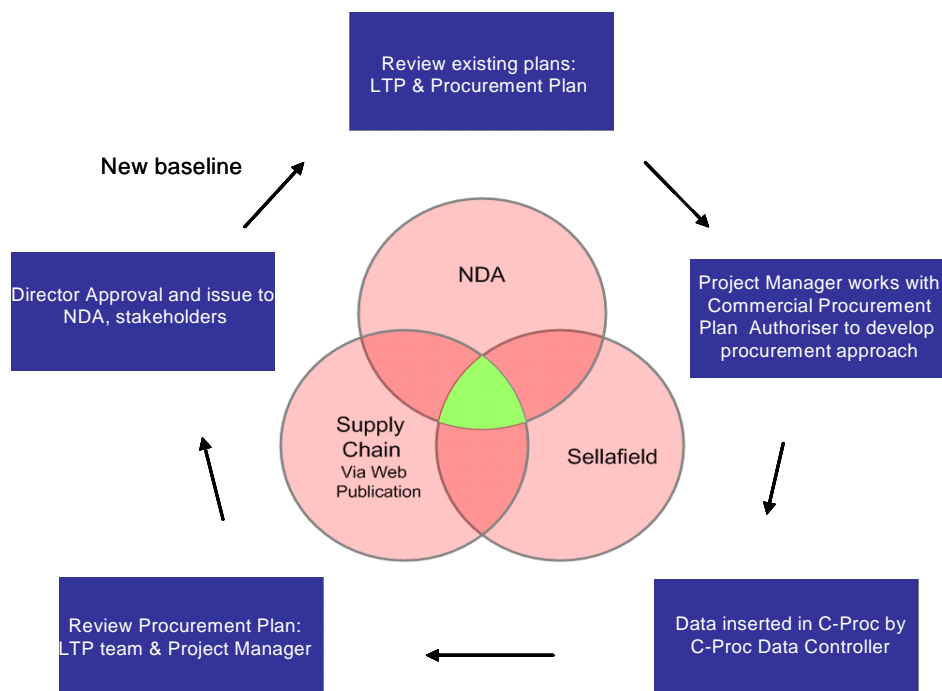 Review existing plans:
LTP & Procurement Plan
New baseline
Director Approval and issue to
NDA, stakeholders
NDA
Project Manager works with
Commercial Procurement
Plan Authoriser to develop
procurement approach
Supply
Chain
Via Web
Publication
Sellafield
Review Procurement Plan:
LTP team & Project Manager
Data inserted in C-Proc by
C-Proc Data Controller